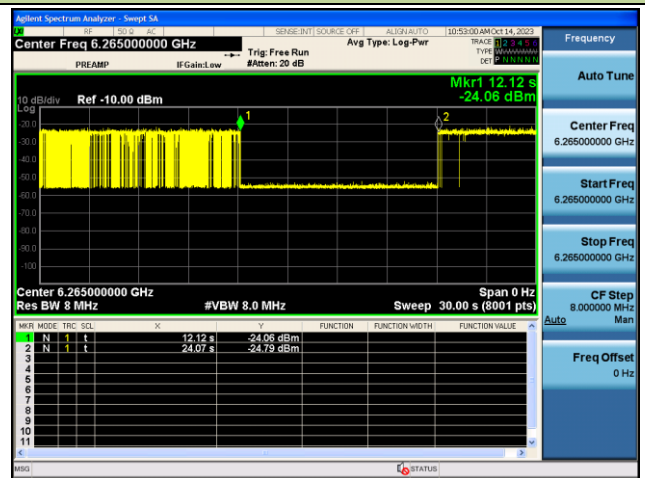 Agilent Spectrum Analyzer - Swept SA
RF 50 Ω AC SENSE:INT SOURCE OFF ALIGN AUTO 10:53:00 AM Oct 14, 2023
Center Freq 6.265000000 GHz Avg Type: Log-Pwr TRACE 1 2 3 4 5 6
Trig: Free Run TYPE
PREAMP IFGain:Low #Atten: 20 dB DET P N N N N N
Mkr1 12.12 s
-24.06 dBm
10 dB/div Ref -10.00 dBm
Log
-20.0
-30.0
-40.0
-50.0
-60.0
-70.0
-80.0
-90.0
-100
1
2
Center 6.265000000 GHz Span 0 Hz
Res BW 8 MHz #VBW 8.0 MHz Sweep 30.00 s (8001 pts)
MKR MODE TRC SCL X Y FUNCTION FUNCTION WIDTH FUNCTION VALUE
1 N 1 t 12.12 s -24.06 dBm
2 N 1 t 24.07 s -24.79 dBm
3
4
5
6
7
8
9
10
11
MSG STATUS
Frequency
Auto Tune
Center Freq
6.265000000 GHz
Start Freq
6.265000000 GHz
Stop Freq
6.265000000 GHz
CF Step
8.000000 MHz
Auto Man
Freq Offset
0 Hz